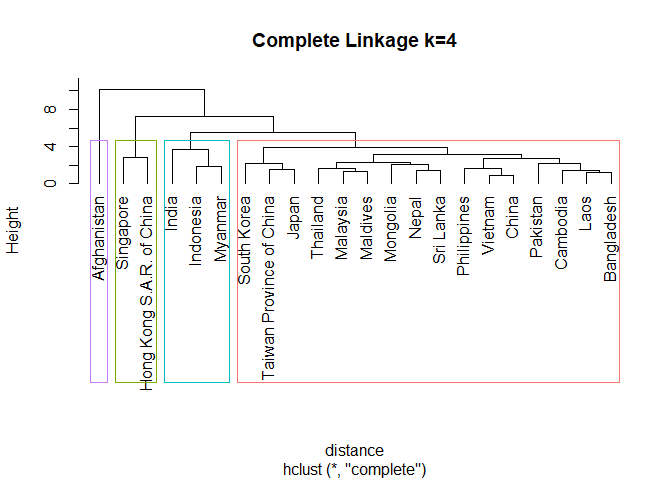 Complete Linkage k=4
Height
8
4
0
Afghanistan
Singapore
Hong Kong S.A.R. of China
India
Indonesia
Myanmar
South Korea
Taiwan Province of China
Japan
Thailand
Malaysia
Maldives
Mongolia
Nepal
Sri Lanka
Philippines
Vietnam
China
Pakistan
Cambodia
Laos
Bangladesh
distance
hclust (*, "complete")